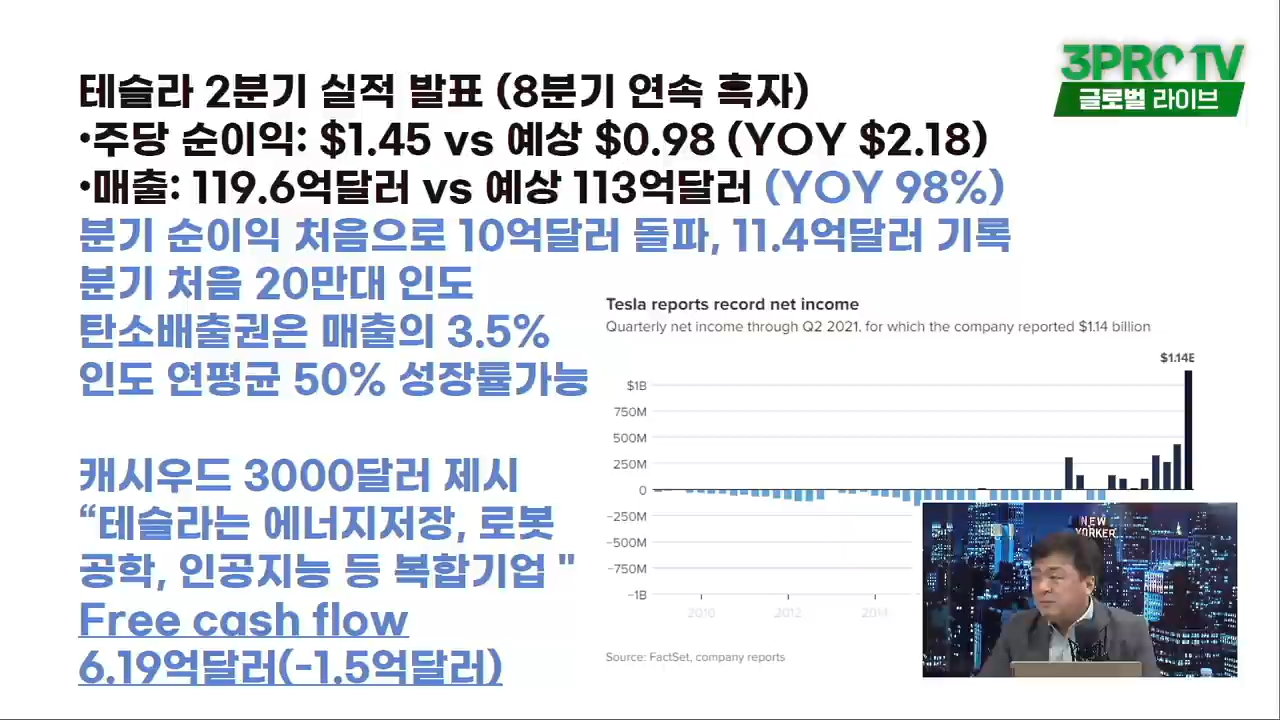 3PRO TV
글로벌 라이브
테슬라 2분기 실적 발표 (8분기 연속 흑자)
•주당 순이익: $1.45 vs 예상 $0.98 (YOY $2.18)
•매출: 119.6억달러 vs 예상 113억달러 (YOY 98%)
분기 순이익 처음으로 10억달러 돌파, 11.4억달러 기록
분기 처음 20만대 인도
탄소배출권은 매출의 3.5%
인도 연평균 50% 성장률가능
캐시우드 3000달러 제시
“테슬라는 에너지저장, 로봇
공학, 인공지능 등 복합기업 "
Free cash flow
6.19억달러(-1.5억달러)
Tesla reports record net income
Quarterly net income through Q2 2021, for which the company reported $1.14 billion
$1.14E
$1B
750M
500M
250M
0
−250M
−500M
−750M
−1B
2010
2012
2014
Source: FactSet, company reports
NEW
YORKER